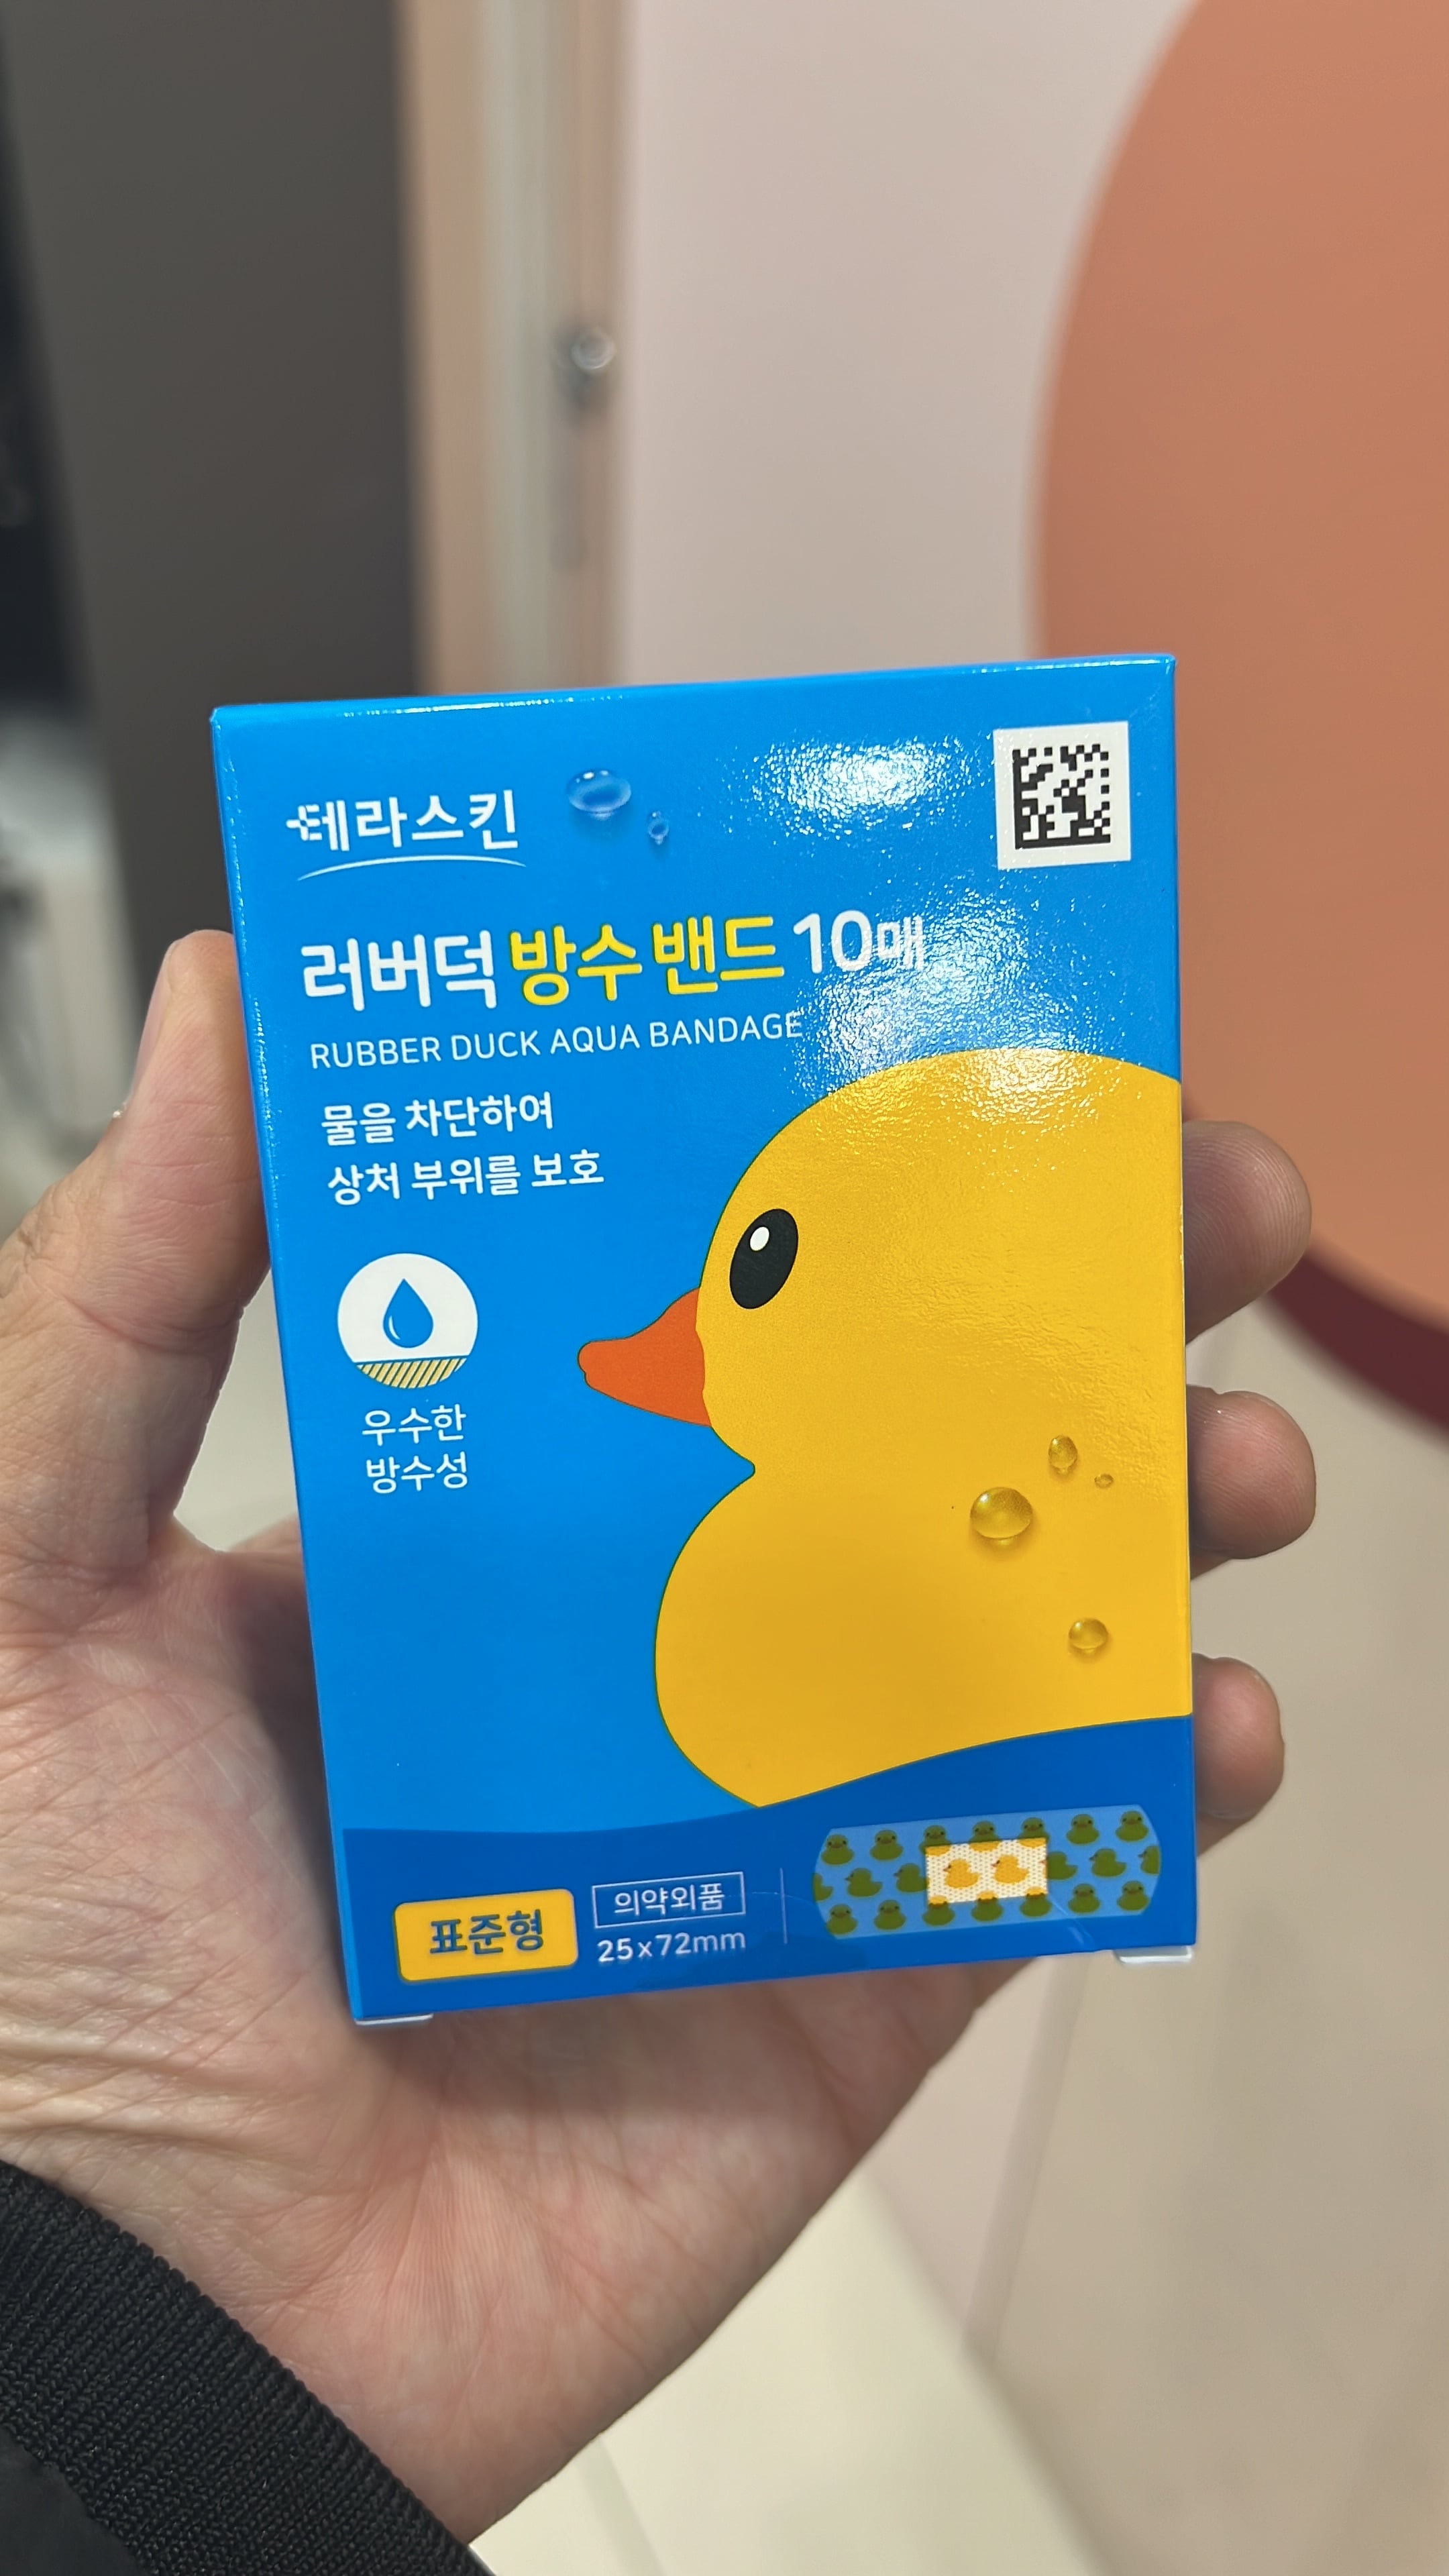 테라스킨
러버덕 방수 밴드 10매
RUBBER DUCK AQUA BANDAGE
물을 차단하여
상처 부위를 보호
우수한
방수성
표준형
의약외품
25x72mm